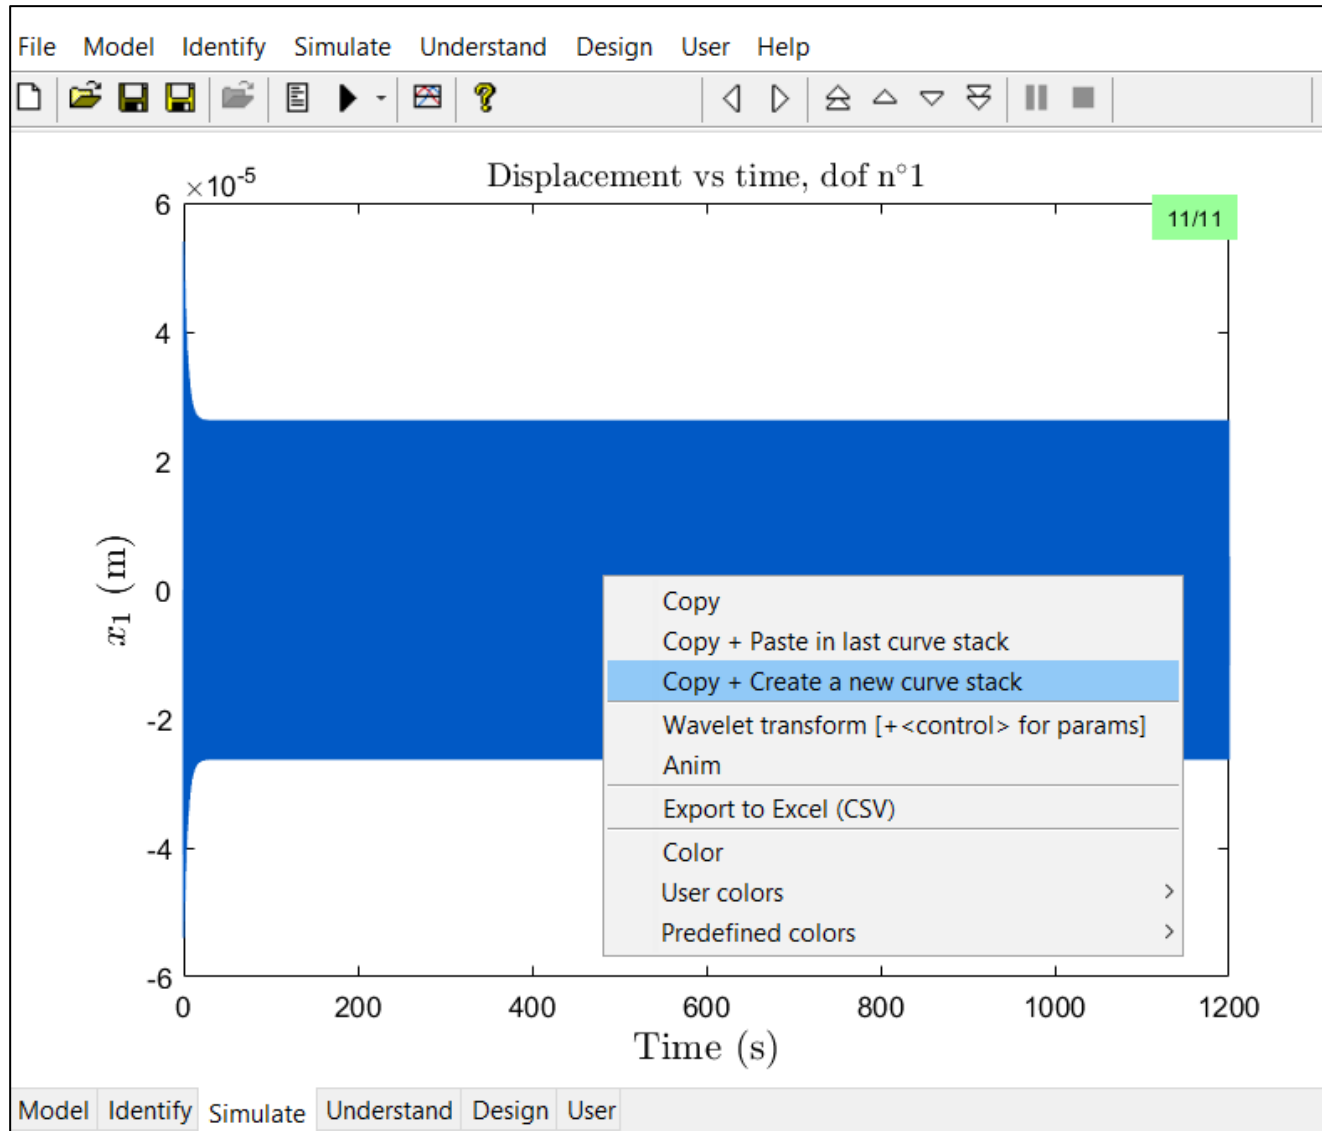 File Model Identify Simulate Understand Design User Help
×10-5
Displacement vs time, dof n°1
11/11
6
4
2
0
-2
-4
-6
x1 (m)
Copy
Copy + Paste in last curve stack
Copy + Create a new curve stack
Wavelet transform [+<control> for params]
Anim
Export to Excel (CSV)
Color
User colors
Predefined colors
0 200 400 600 800 1000 1200
Time (s)
Model Identify Simulate Understand Design User